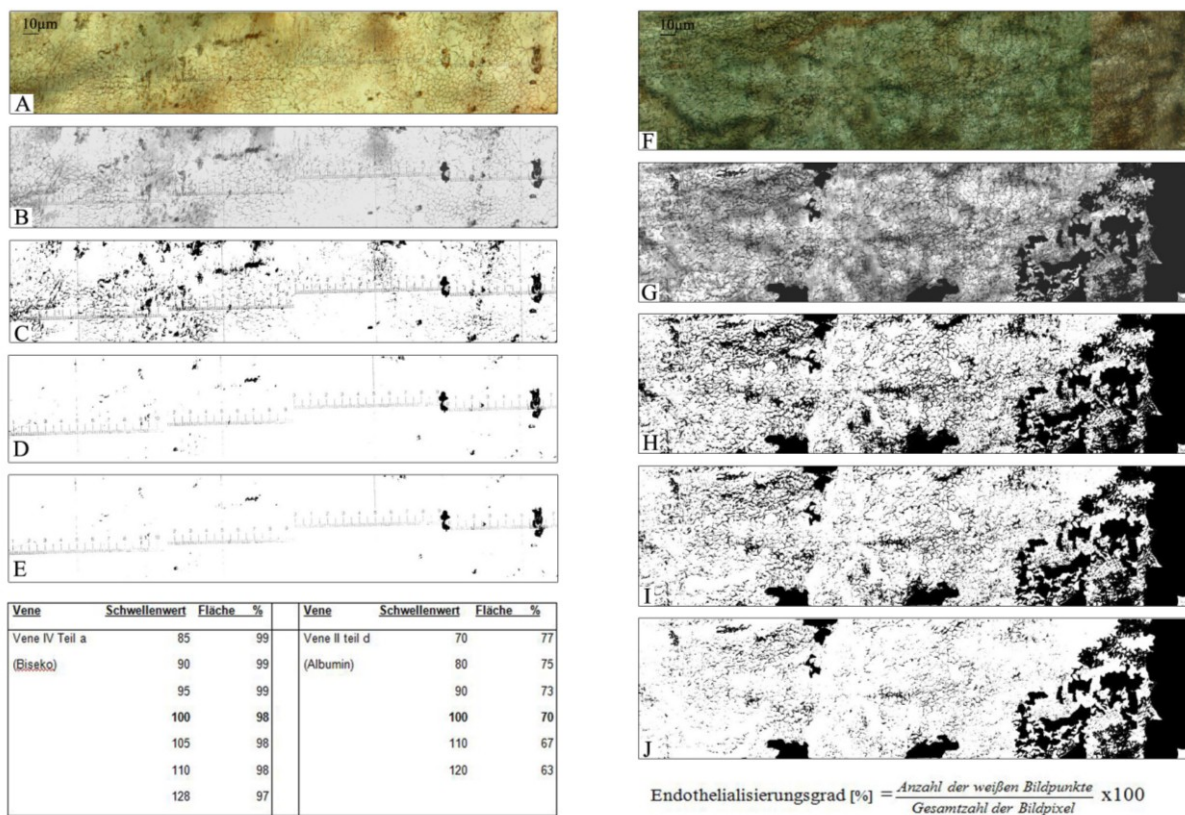 10µm
A
B
C
D
E
Vene Schwellenwert Fläche %
Vene IV Teil a 85 99
(Biseko) 90 99
95 99
100 98
105 98
110 98
128 97
Vene Schwellenwert Fläche %
Vene II teil d 70 77
(Albumin) 80 75
90 73
100 70
110 67
120 63
10µm
F
G
H
I
J
Endothelialisierungsgrad [%] = Anzahl der weißen Bildpunkte / Gesamtzahl der Bildpixel x100